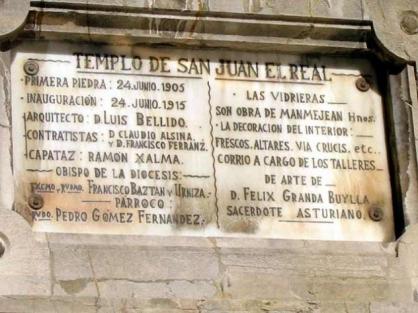 TEMPLO DE SAN JUAN EL REAL
PRIMERA PIEDRA: 24.JUNIO.1905
INAUGURACIÓN: 24.JUNIO.1915
ARQUITECTO: D.LUIS BELLIDO.
CONTRATISTAS: D. CLAUDIO ALSINA.
Y D. FRANCISCO FERRANZ.
CAPATAZ: RAMÓN XALMA.
OBISPO DE LA DIOCESIS:
EXCMO. RVDMO. FRANCISCO BAZTAN Y URNIZA.
PÁRROCO:
RVDO. PEDRO GÓMEZ FERNÁNDEZ.
LAS VIDRIERAS
SON OBRA DE MANMEJEAN Hnos.
LA DECORACIÓN DEL INTERIOR:
FRESCOS, ALTARES, VIA CRUCIS, etc..
CORRIO A CARGO DE LOS TALLERES
DE ARTE DE
D. FELIX GRANDA BUYLLA
SACERDOTE ASTURIANO.